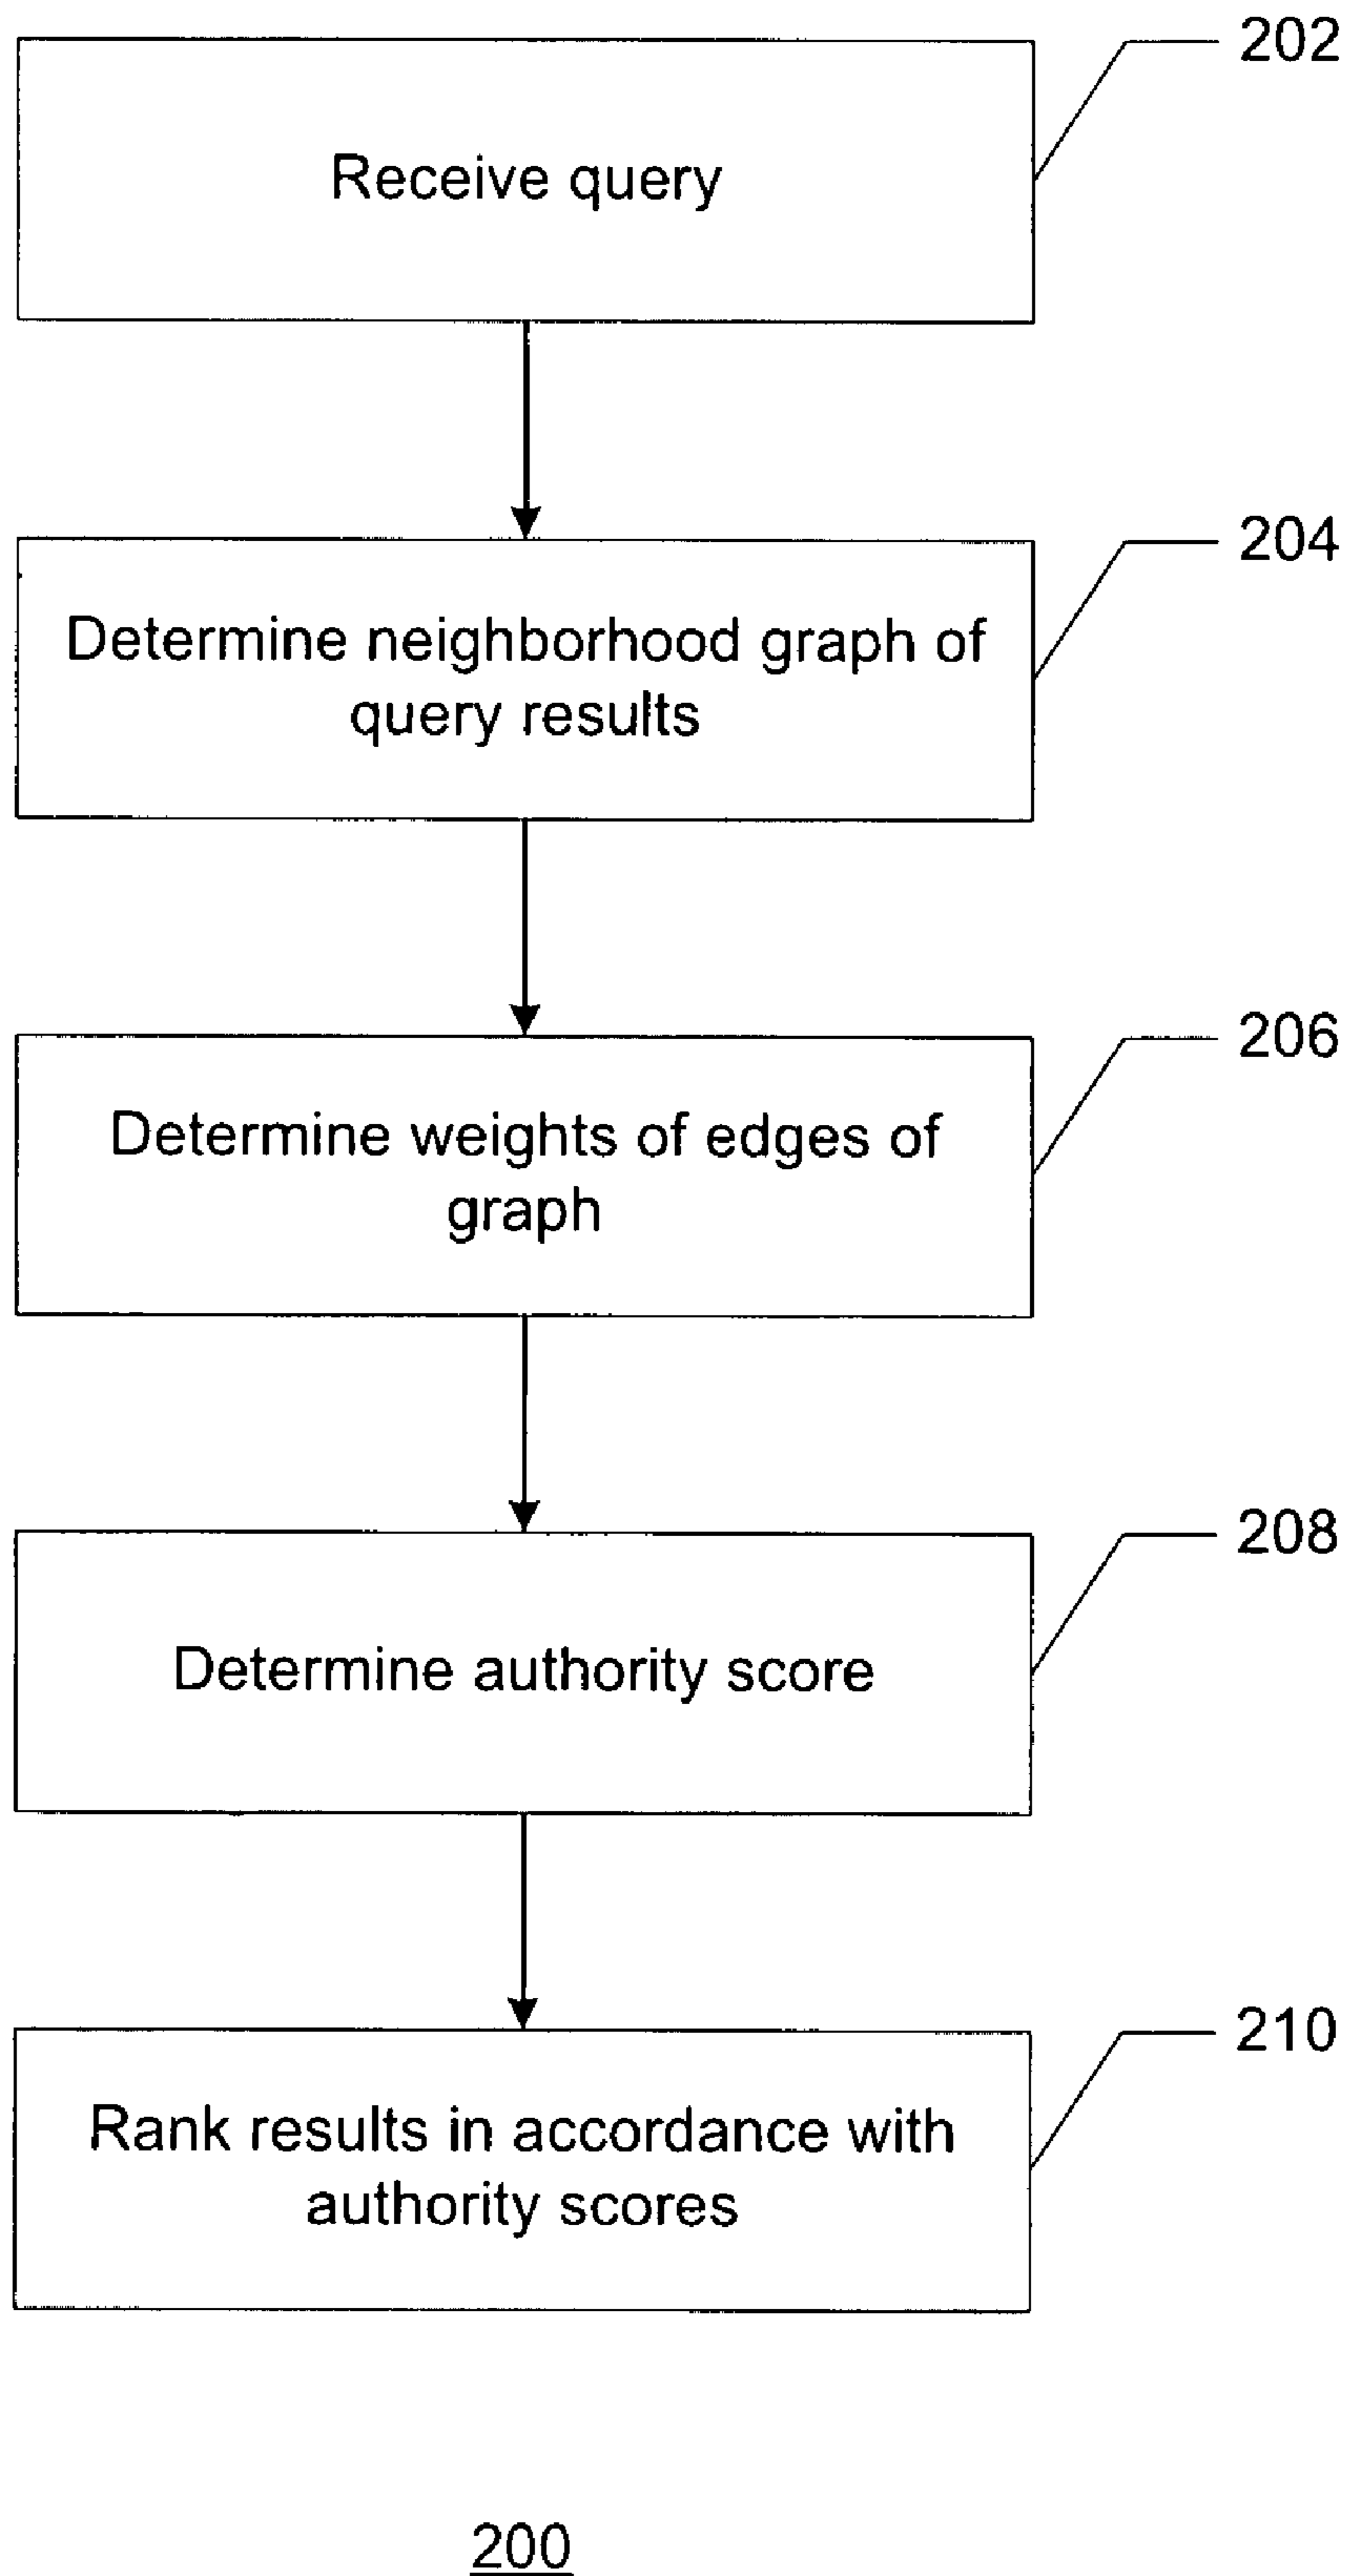 202
Receive query
204
Determine neighborhood graph of
query results
206
Determine weights of edges of
graph
208
Determine authority score
210
Rank results in accordance with
authority scores
200